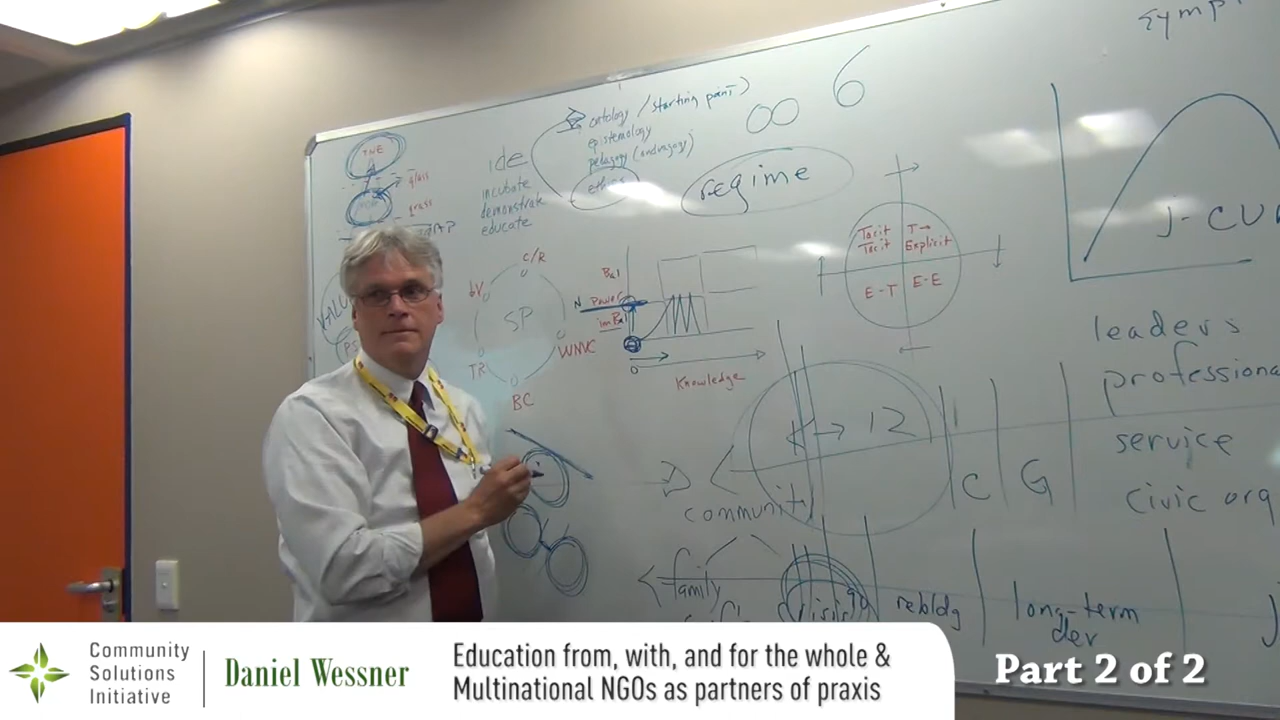 TNE
glass
grass
ide
incubate
demonstrate
educate
ontology / starting point)
epistemology
pedagogy (andragogy)
ethics
∞ 6
regime
Tacit
Tacit
T→
Explicit
E-T
E-E
J-CU
leaders
professiona
service
civic org
C/R
SP
TR
BC
WNVC
Bal
N Power
imBal
0
Knowledge
K→12
C
G
community
family
crisis
rebldg
long-term
dev
Community
Solutions
Initiative
Daniel Wessner
Education from, with, and for the whole &
Multinational NGOs as partners of praxis
Part 2 of 2